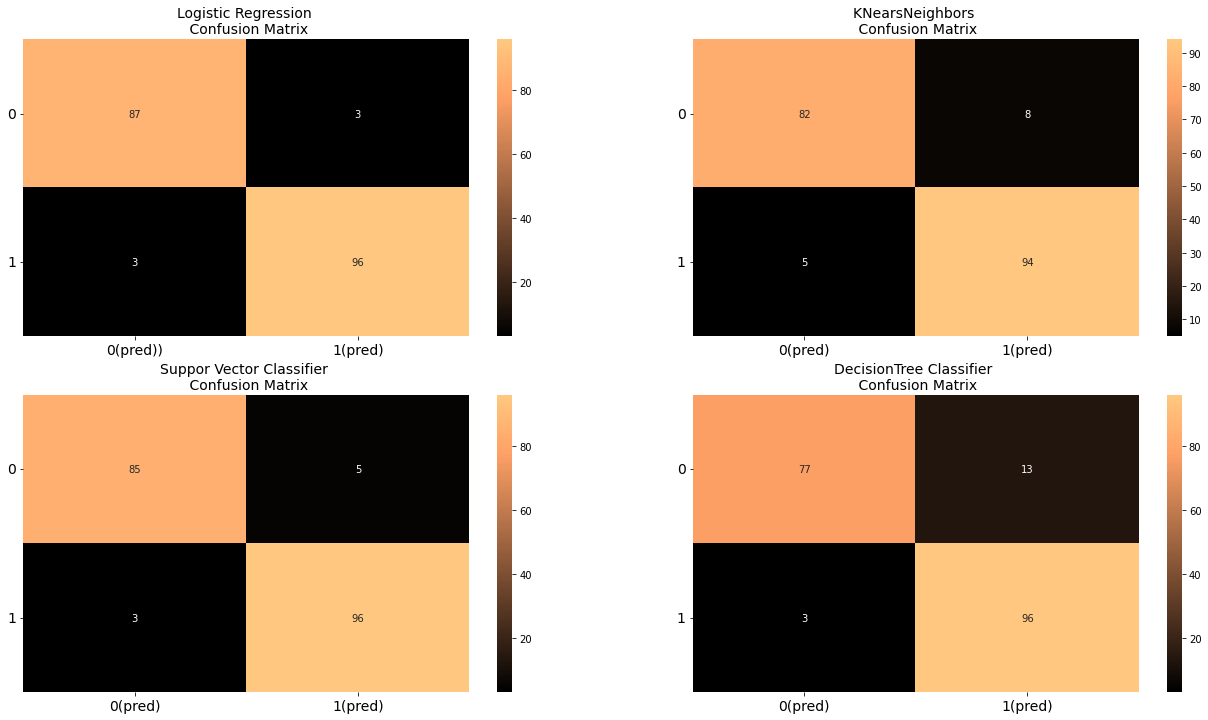 Logistic Regression
Confusion Matrix
0
87
3
1
3
96
0(pred))
1(pred)
80
60
40
20
KNearsNeighbors
Confusion Matrix
0
82
8
1
5
94
0(pred)
1(pred)
90
80
70
60
50
40
30
20
10
Suppor Vector Classifier
Confusion Matrix
0
85
5
1
3
96
0(pred)
1(pred)
80
60
40
20
DecisionTree Classifier
Confusion Matrix
0
77
13
1
3
96
0(pred)
1(pred)
80
60
40
20